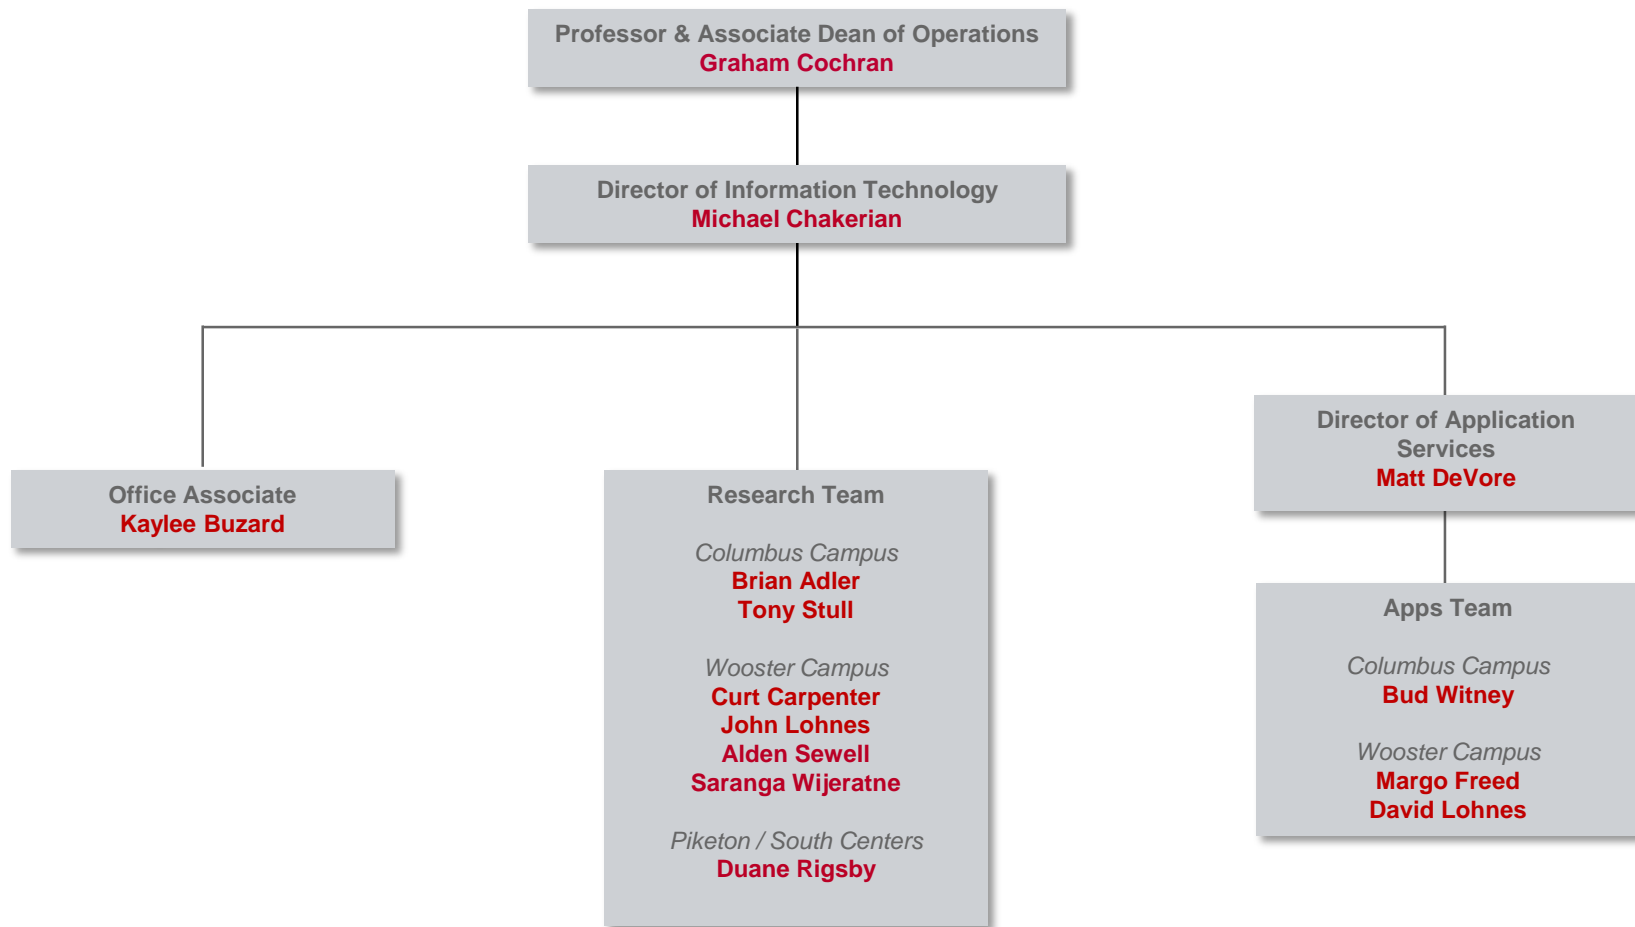 Professor & Associate Dean of Operations
Graham Cochran
Director of Information Technology
Michael Chakerian
Office Associate
Kaylee Buzard
Research Team
Columbus Campus
Brian Adler
Tony Stull
Wooster Campus
Curt Carpenter
John Lohnes
Alden Sewell
Saranga Wijeratne
Piketon / South Centers
Duane Rigsby
Director of Application
Services
Matt DeVore
Apps Team
Columbus Campus
Bud Witney
Wooster Campus
Margo Freed
David Lohnes